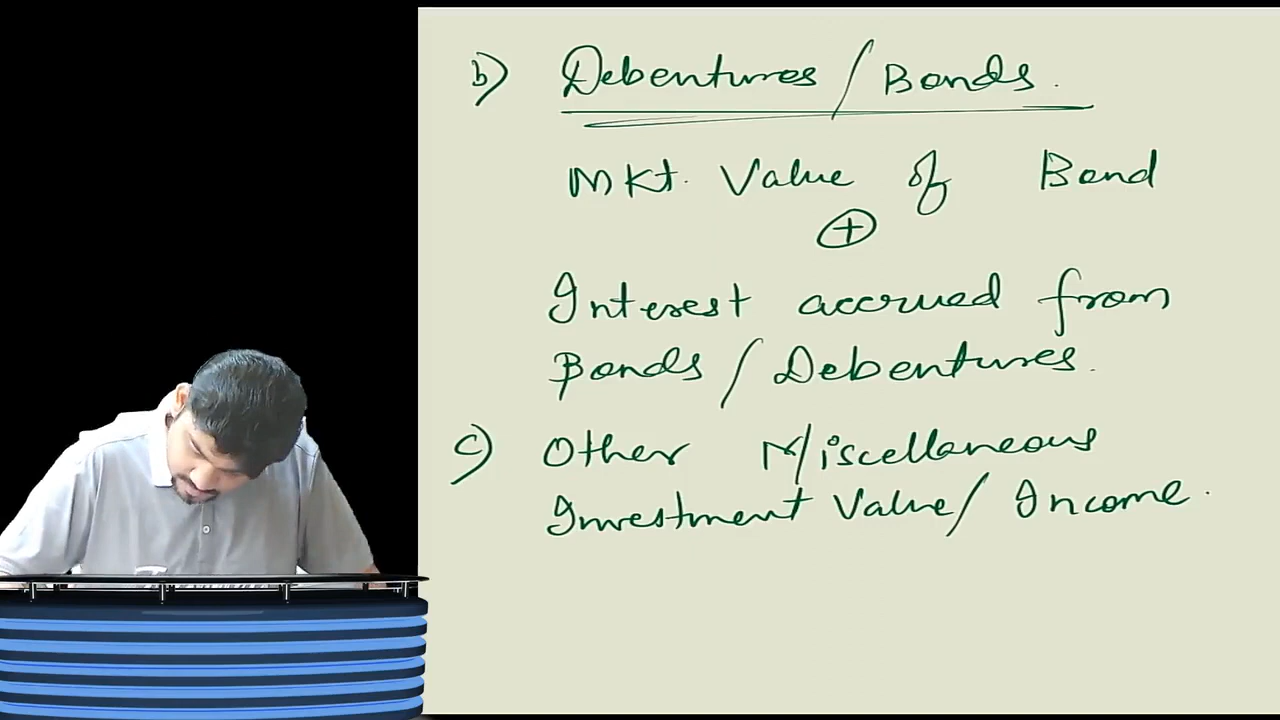 b) Debentures / Bonds.
Mkt. Value of Bond
+
Interest accrued from
Bonds / Debentures.
c) Other Miscellaneous
Investment Value / Income.